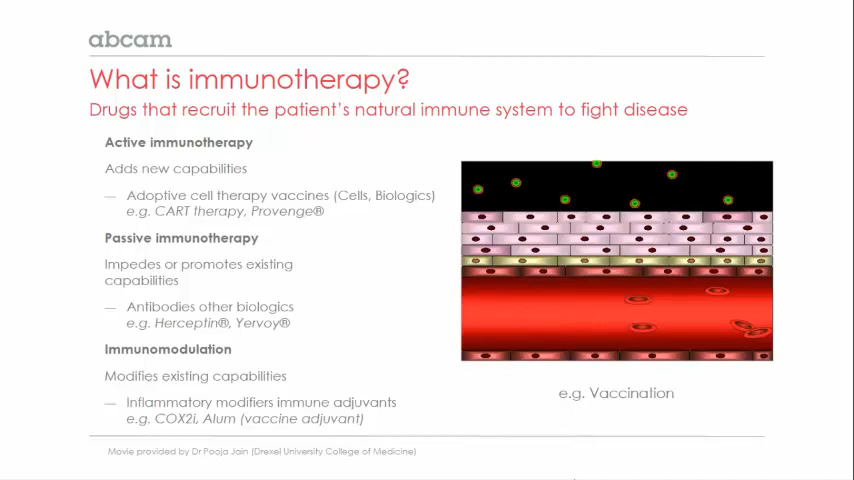 abcam
What is immunotherapy?
Drugs that recruit the patient's natural immune system to fight disease
Active immunotherapy
Adds new capabilities
— Adoptive cell therapy vaccines (Cells, Biologics)
e.g. CART therapy, Provenge®
Passive immunotherapy
Impedes or promotes existing
capabilities
— Antibodies other biologics
e.g. Herceptin®, Yervoy®
Immunomodulation
Modifies existing capabilities
— Inflammatory modifiers immune adjuvants
e.g. COX2i, Alum (vaccine adjuvant)
e.g. Vaccination
Movie provided by Dr Pooja Jain (Drexel University College of Medicine)